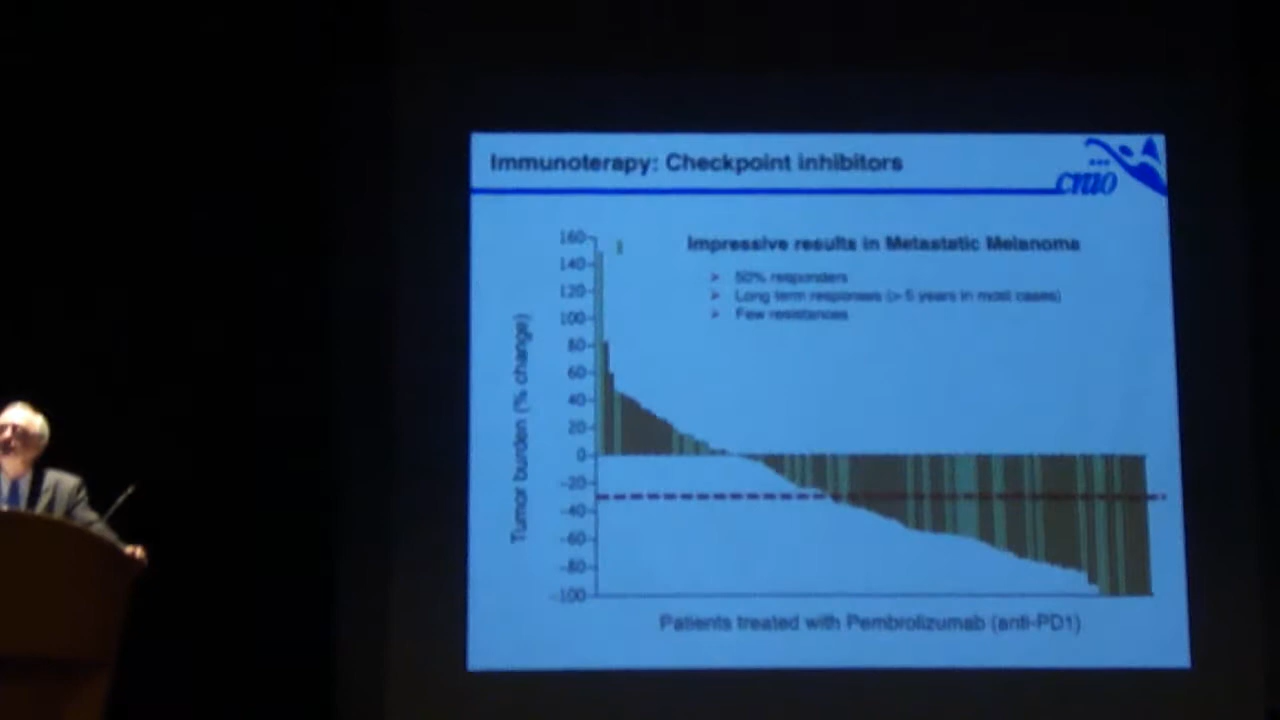 Immunoterapy: Checkpoint inhibitors
cnio
Impressive results in Metastatic Melanoma
➢ 50% responders
➢ Long term responses (> 5 years in most cases)
➢ Few resistances
Tumor burden (% change)
160
140
120
100
80
60
40
20
0
-20
-40
-60
-80
-100
Patients treated with Pembrolizumab (anti-PD1)